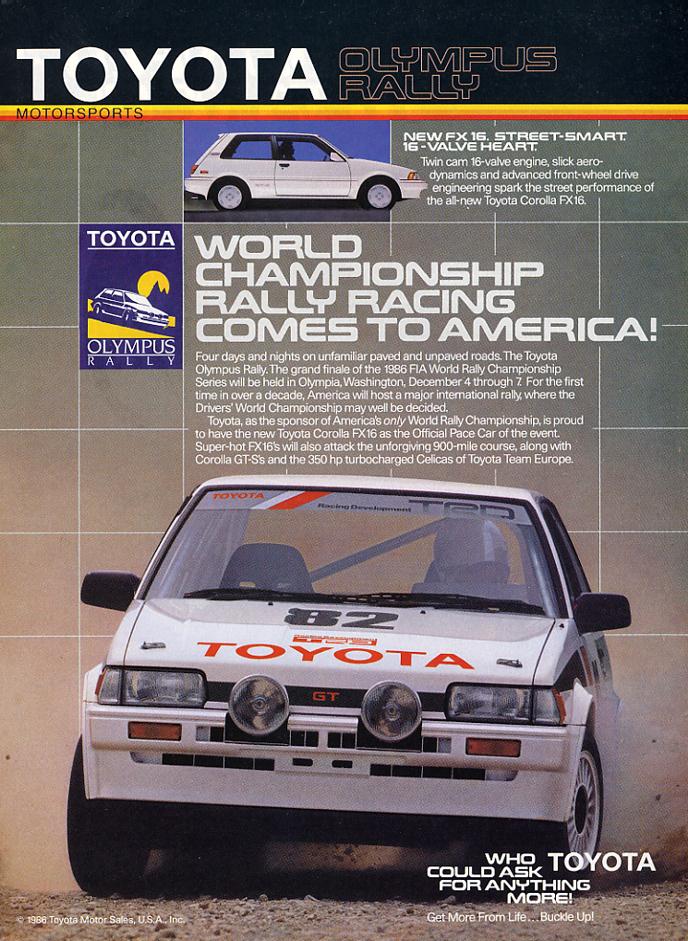 TOYOTA OLYMPUS RALLY
MOTORSPORTS
NEW FX 16. STREET-SMART.
16-VALVE HEART.
Twin cam 16-valve engine, slick aero-
dynamics and advanced front-wheel drive
engineering spark the street performance of
the all-new Toyota Corolla FX16.
TOYOTA
OLYMPUS
RALLY
WORLD
CHAMPIONSHIP
RALLY RACING
COMES TO AMERICA!
Four days and nights on unfamiliar paved and unpaved roads. The Toyota
Olympus Rally. The grand finale of the 1986 FIA World Rally Championship
Series will be held in Olympia, Washington, December 4 through 7. For the first
time in over a decade, America will host a major international rally, where the
Drivers' World Championship may well be decided.
Toyota, as the sponsor of America's only World Rally Championship, is proud
to have the new Toyota Corolla FX16 as the Official Pace Car of the event.
Super-hot FX16's will also attack the unforgiving 900-mile course, along with
Corolla GT-S's and the 350 hp turbocharged Celicas of Toyota Team Europe.
TOYOTA Racing Development TRD
82
TRD
TOYOTA
GT
WHO
COULD ASK
FOR ANYTHING
MORE!
TOYOTA
Get More From Life... Buckle Up!
© 1986 Toyota Motor Sales, U.S.A., Inc.